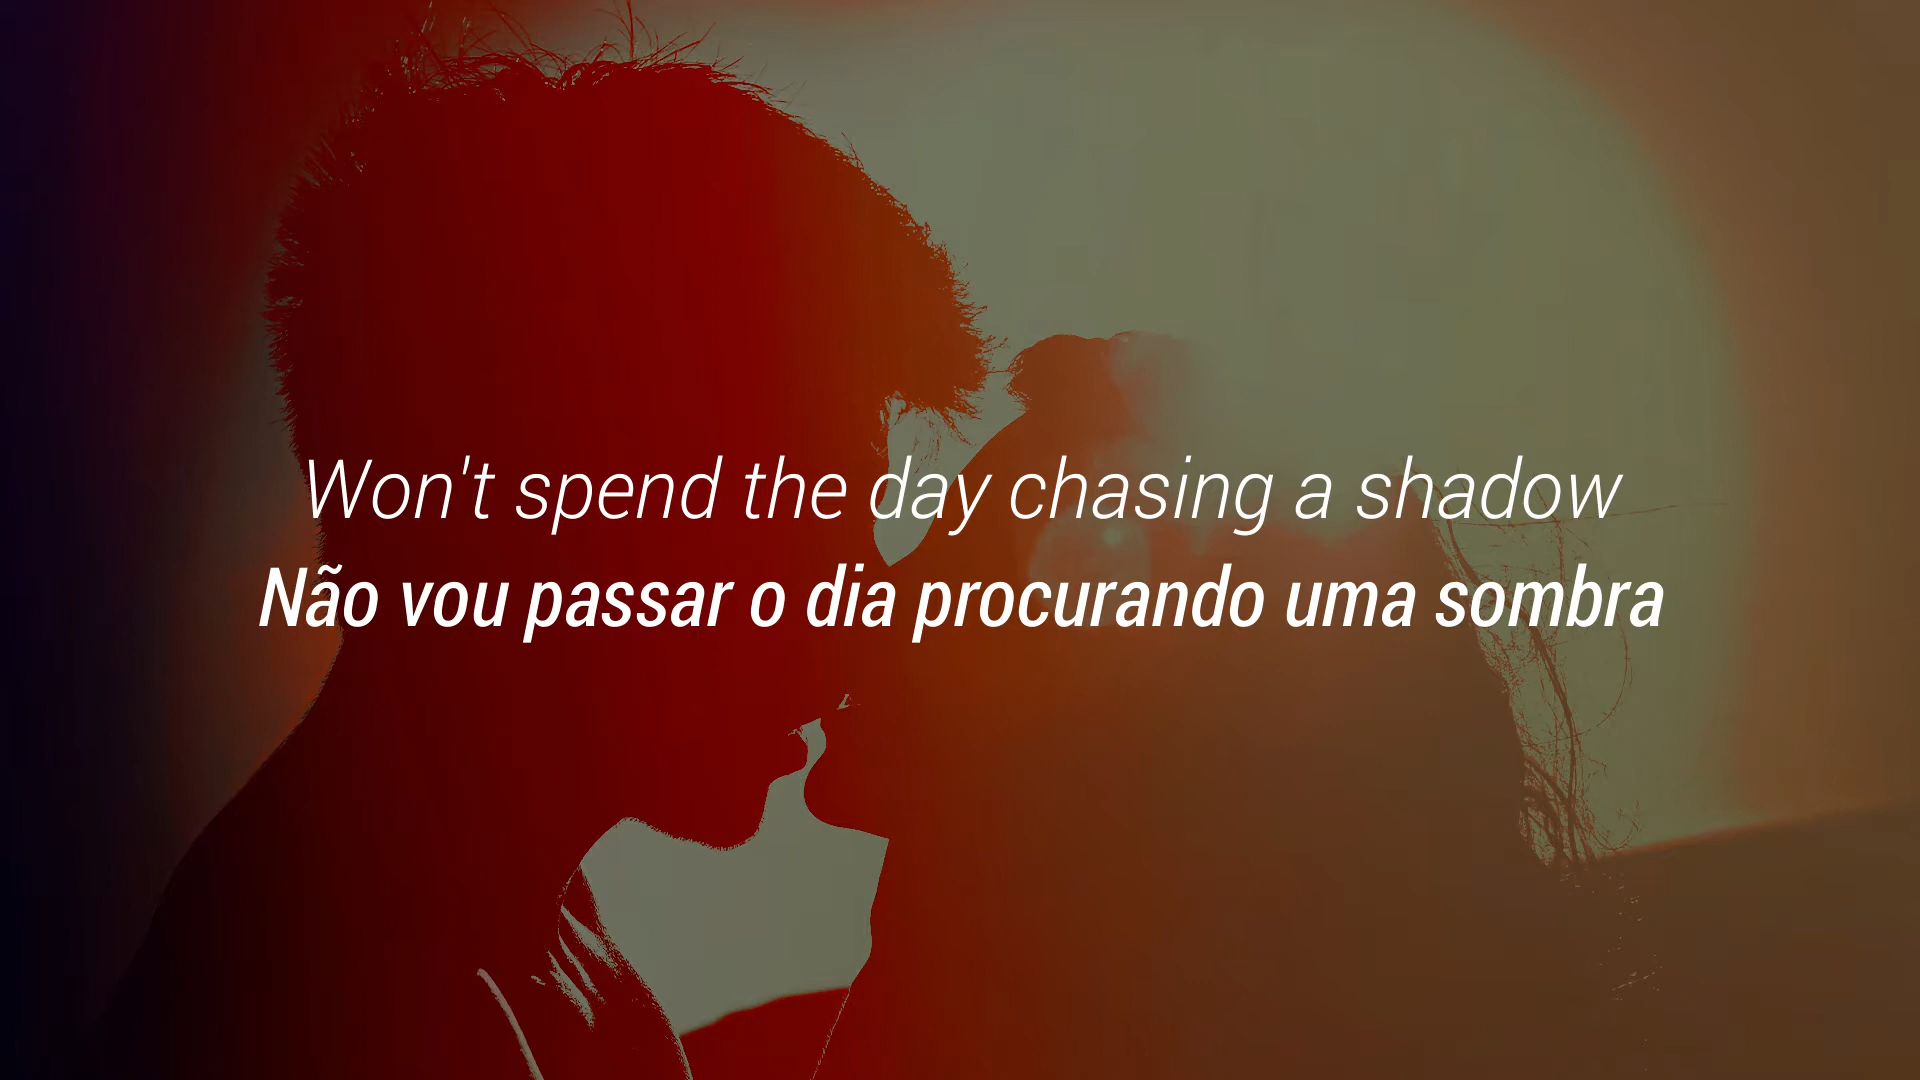 Won't spend the day chasing a shadow
Não vou passar o dia procurando uma sombra